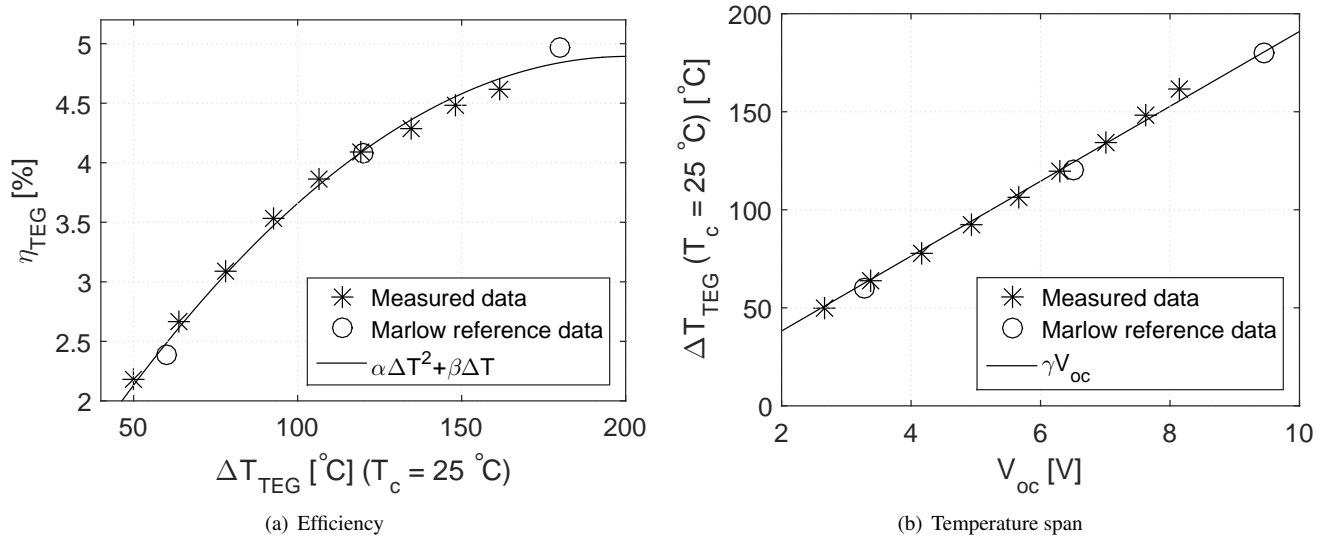 5
4.5
4
3.5
3
2.5
2
50
100
150
200
η_TEG [%]
ΔT_TEG [°C] (T_c = 25 °C)
Measured data
Marlow reference data
αΔT²+βΔT
(a) Efficiency
200
150
100
50
0
2
4
6
8
10
ΔT_TEG (T_c = 25 °C) [°C]
V_oc [V]
Measured data
Marlow reference data
γV_oc
(b) Temperature span